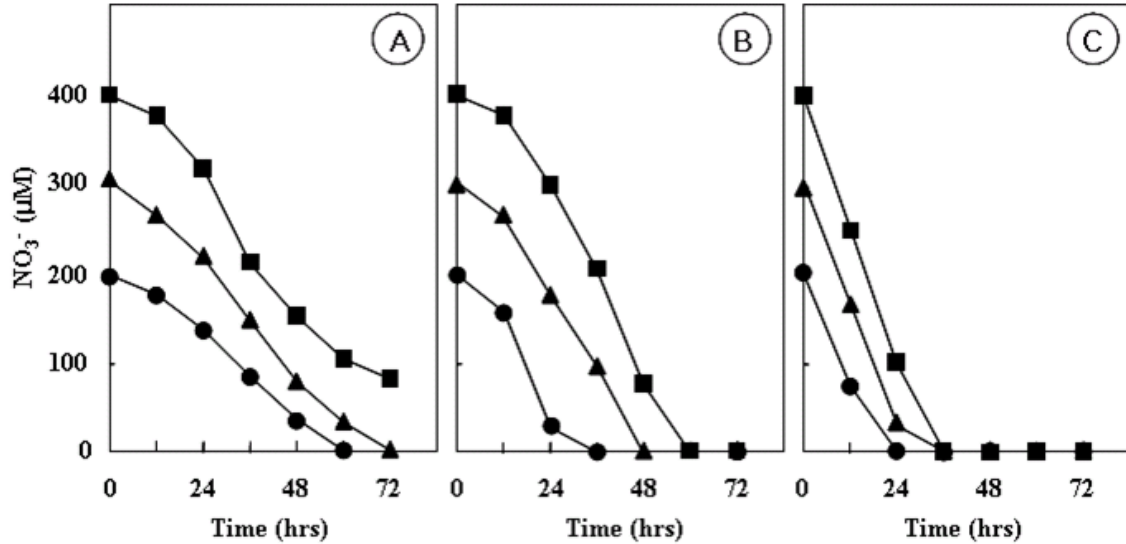 A
B
C
400
300
200
100
0
NO₃⁻ (µM)
0 24 48 72
0 24 48 72
0 24 48 72
Time (hrs)
Time (hrs)
Time (hrs)